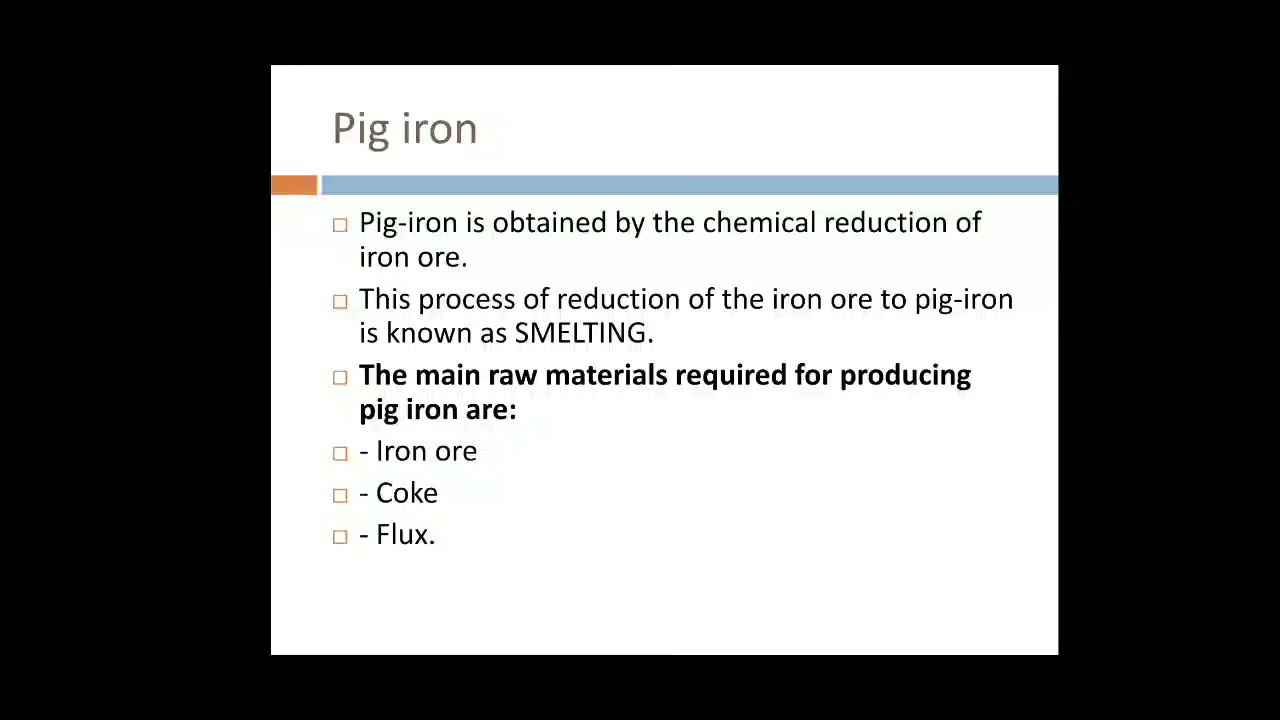 Pig iron
Pig-iron is obtained by the chemical reduction of
iron ore.
This process of reduction of the iron ore to pig-iron
is known as SMELTING.
The main raw materials required for producing
pig iron are:
- Iron ore
- Coke
- Flux.